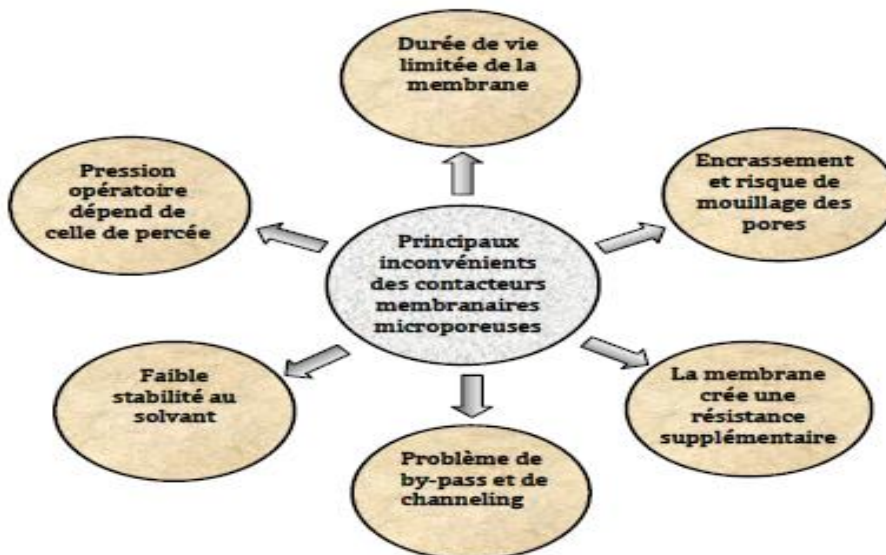 Durée de vie
limitée de la
membrane
Pression
opératoire
dépend de
celle de percée
Encrassement
et risque de
mouillage des
pores
Principaux
inconvénients
des contacteurs
membranaires
microporeuses
Faible
stabilité au
solvant
La membrane
crée une
résistance
supplémentaire
Problème de
by-pass et de
channeling